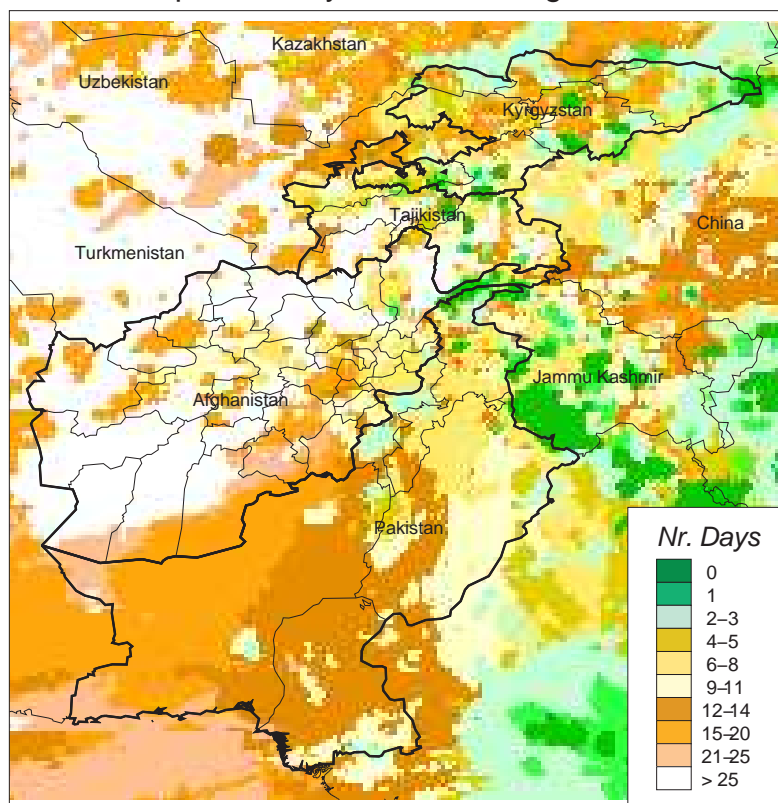 Kazakhstan
Uzbekistan
Kyrgyzstan
Tajikistan
China
Turkmenistan
Jammu Kashmir
Afghanistan
Pakistan
Nr. Days
0
1
2–3
4–5
6–8
9–11
12–14
15–20
21–25
> 25